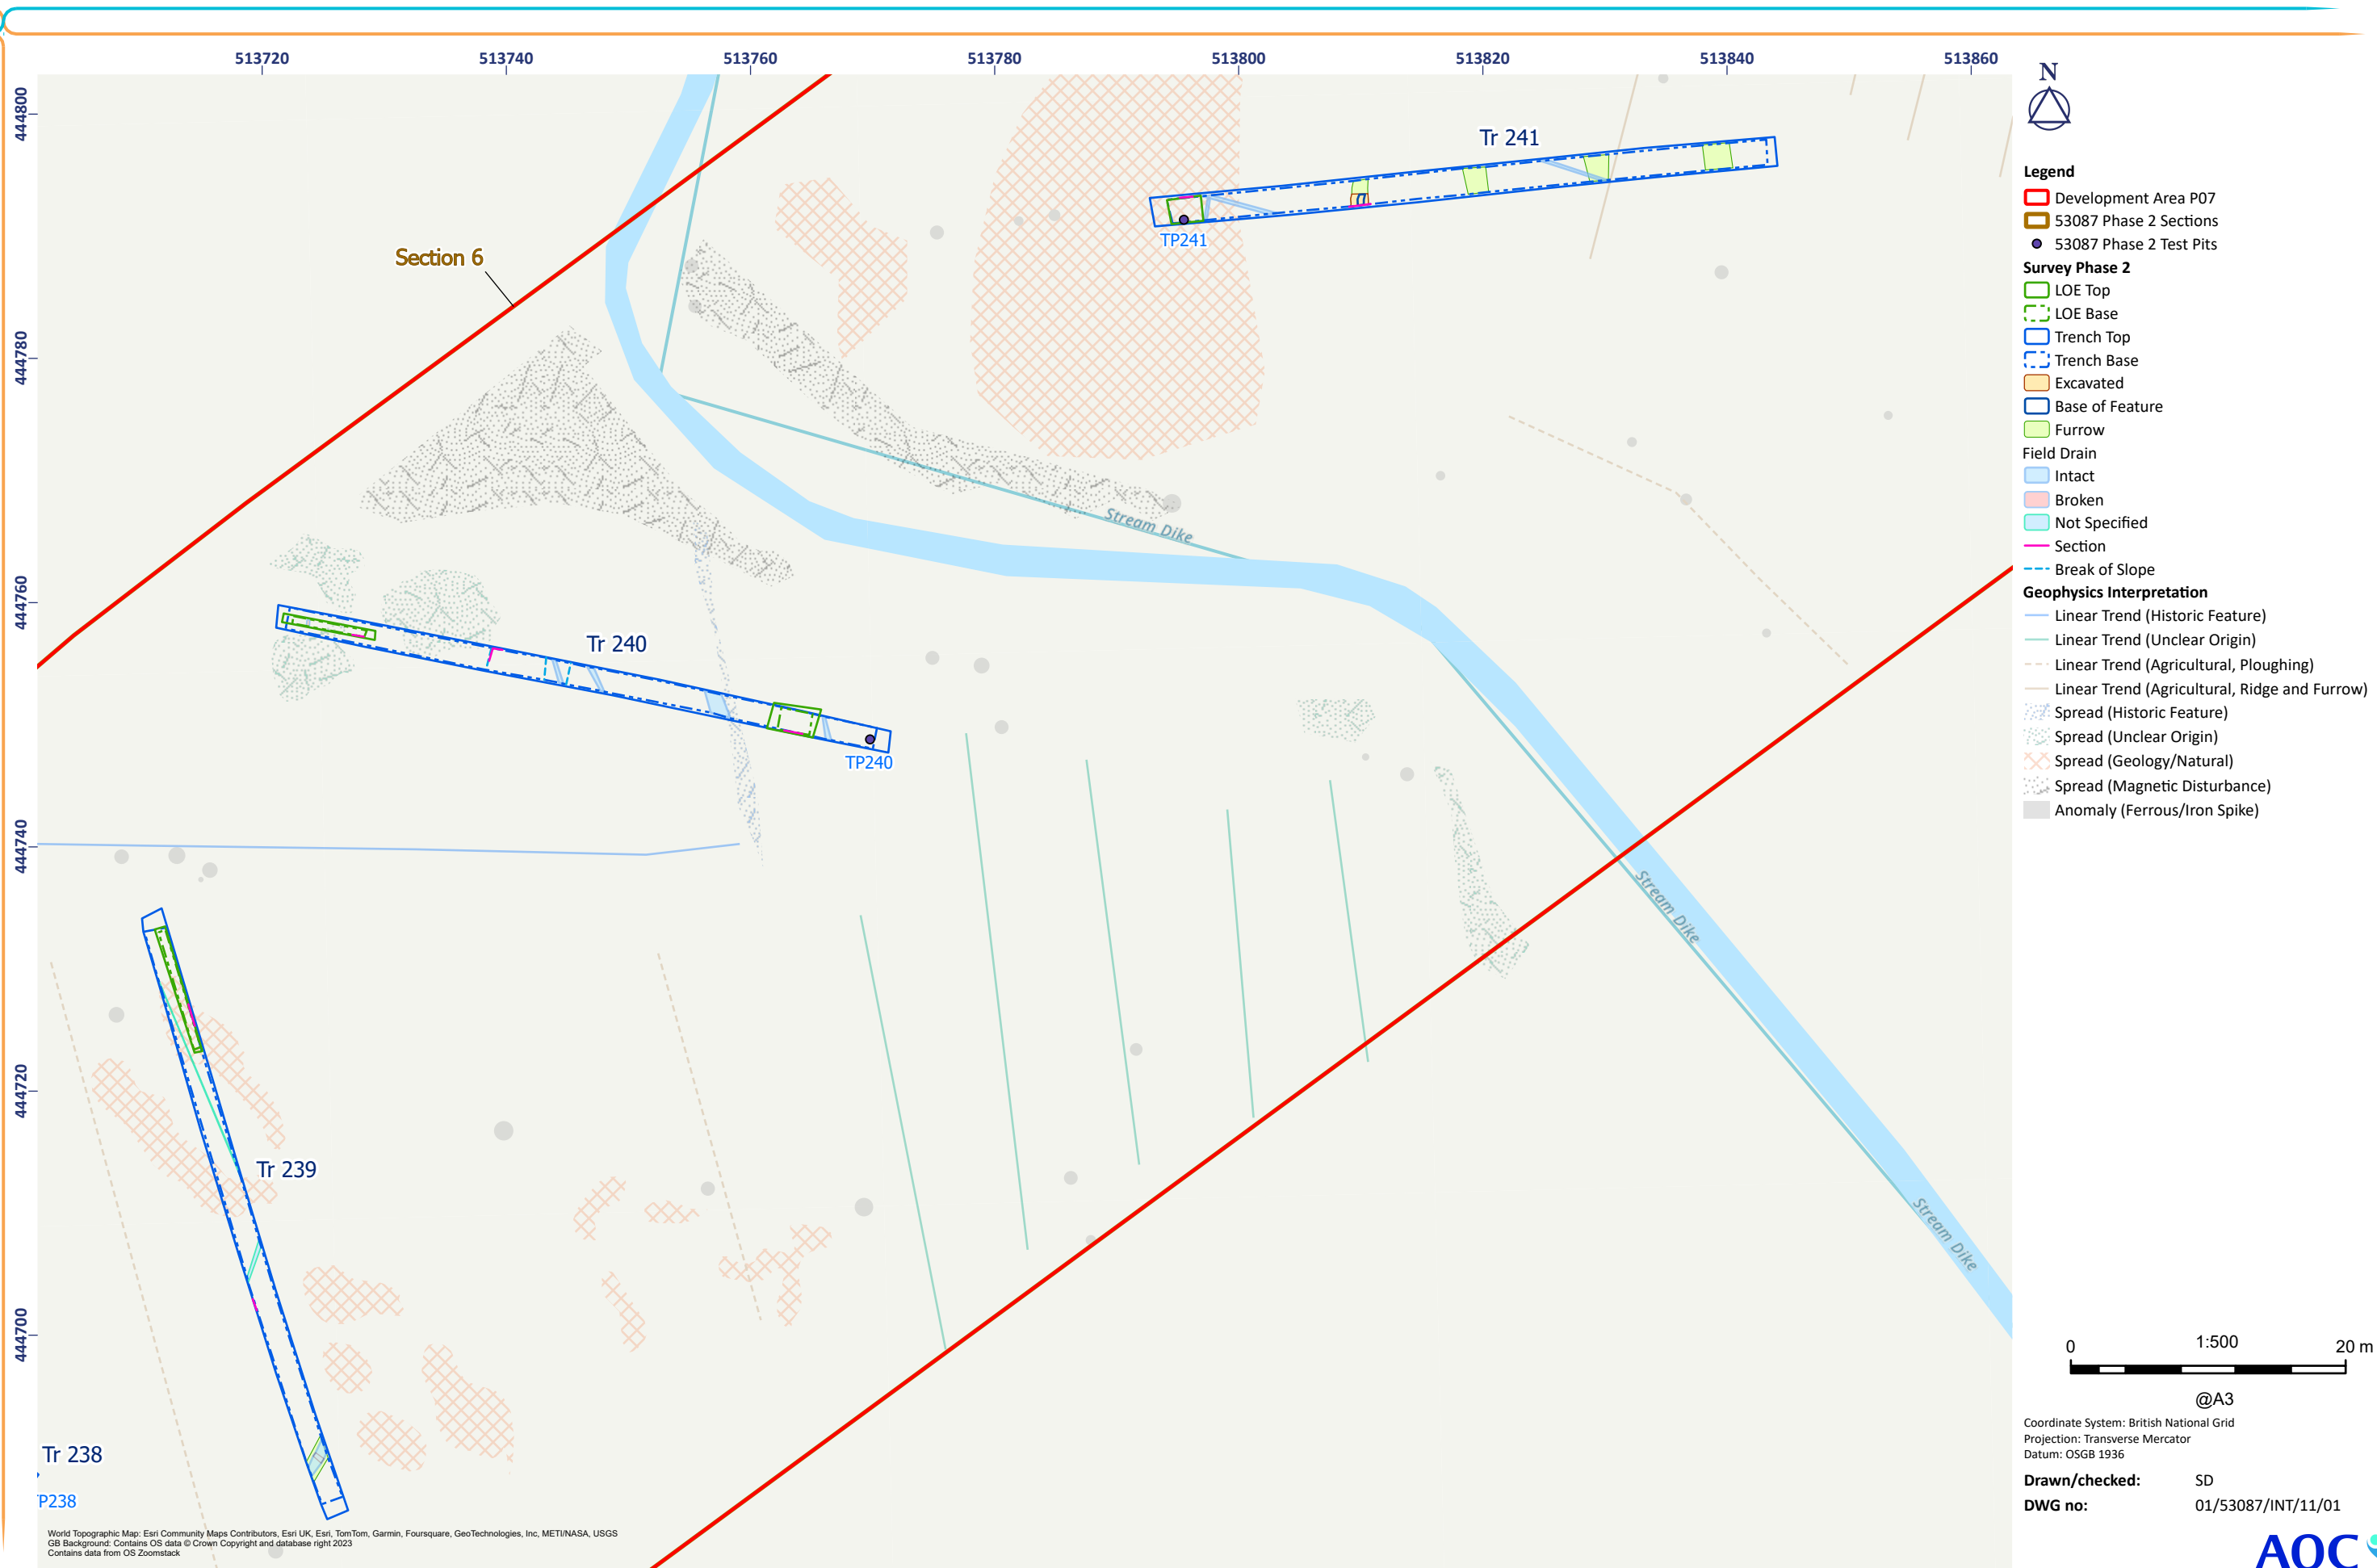 513720 513740 513760 513780 513800 513820 513840 513860
444800
444780
444760
444740
444720
444700
Section 6
Tr 241
TP241
Stream Dike
Tr 240
TP240
Stream Dike
Tr 239
Stream Dike
Tr 238
TP238
World Topographic Map: Esri Community Maps Contributors, Esri UK, Esri, TomTom, Garmin, Foursquare, GeoTechnologies, Inc, METI/NASA, USGS
GB Background: Contains OS data © Crown Copyright and database right 2023
Contains data from OS Zoomstack
N
Legend
Development Area P07
53087 Phase 2 Sections
53087 Phase 2 Test Pits
Survey Phase 2
LOE Top
LOE Base
Trench Top
Trench Base
Excavated
Base of Feature
Furrow
Field Drain
Intact
Broken
Not Specified
Section
Break of Slope
Geophysics Interpretation
Linear Trend (Historic Feature)
Linear Trend (Unclear Origin)
Linear Trend (Agricultural, Ploughing)
Linear Trend (Agricultural, Ridge and Furrow)
Spread (Historic Feature)
Spread (Unclear Origin)
Spread (Geology/Natural)
Spread (Magnetic Disturbance)
Anomaly (Ferrous/Iron Spike)
0 1:500 20 m
@A3
Coordinate System: British National Grid
Projection: Transverse Mercator
Datum: OSGB 1936
Drawn/checked: SD
DWG no: 01/53087/INT/11/01
AOC